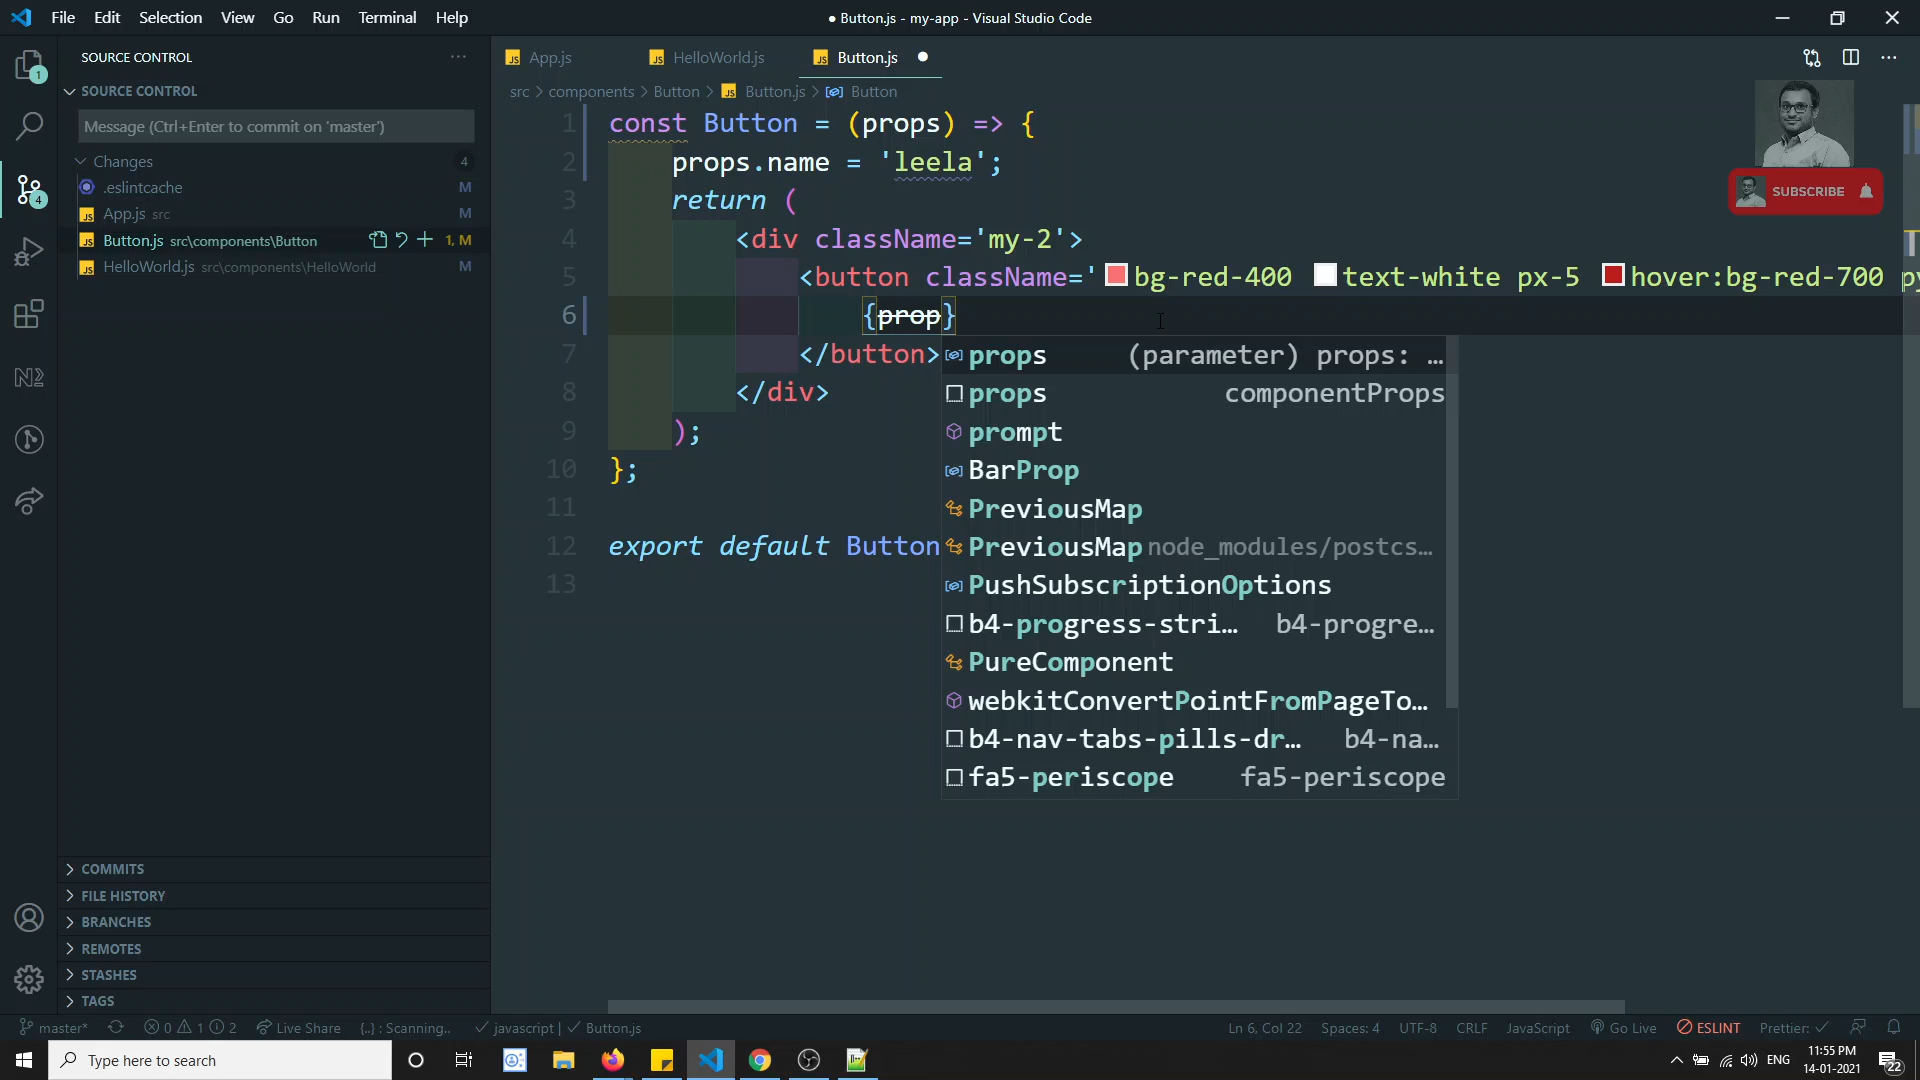 File Edit Selection View Go Run Terminal Help
● Button.js - my-app - Visual Studio Code
SOURCE CONTROL
App.js HelloWorld.js Button.js
SOURCE CONTROL
src > components > Button > Button.js > Button
Message (Ctrl+Enter to commit on 'master')
Changes 4
.eslintcache M
App.js src M
Button.js src\components\Button 1, M
HelloWorld.js src\components\HelloWorld M
1
4
1 const Button = (props) => {
2 props.name = 'leela';
3 return (
4 <div className='my-2'>
5 <button className=' bg-red-400 text-white px-5 hover:bg-red-700 py
6 {prop}
7 </button>
8 </div>
9 );
10 };
11
12 export default Button
13
props (parameter) props: …
props componentProps
prompt
BarProp
PreviousMap
PreviousMap node_modules/postcs…
PushSubscriptionOptions
b4-progress-stri… b4-progre…
PureComponent
webkitConvertPointFromPageTo…
b4-nav-tabs-pills-dr… b4-na…
fa5-periscope fa5-periscope
SUBSCRIBE
COMMITS
FILE HISTORY
BRANCHES
REMOTES
STASHES
TAGS
master* 0 1 2 Live Share {..} : Scanning.. javascript | Button.js
Ln 6, Col 22 Spaces: 4 UTF-8 CRLF JavaScript Go Live ESLINT Prettier:
Type here to search
ENG
11:55 PM
14-01-2021
22